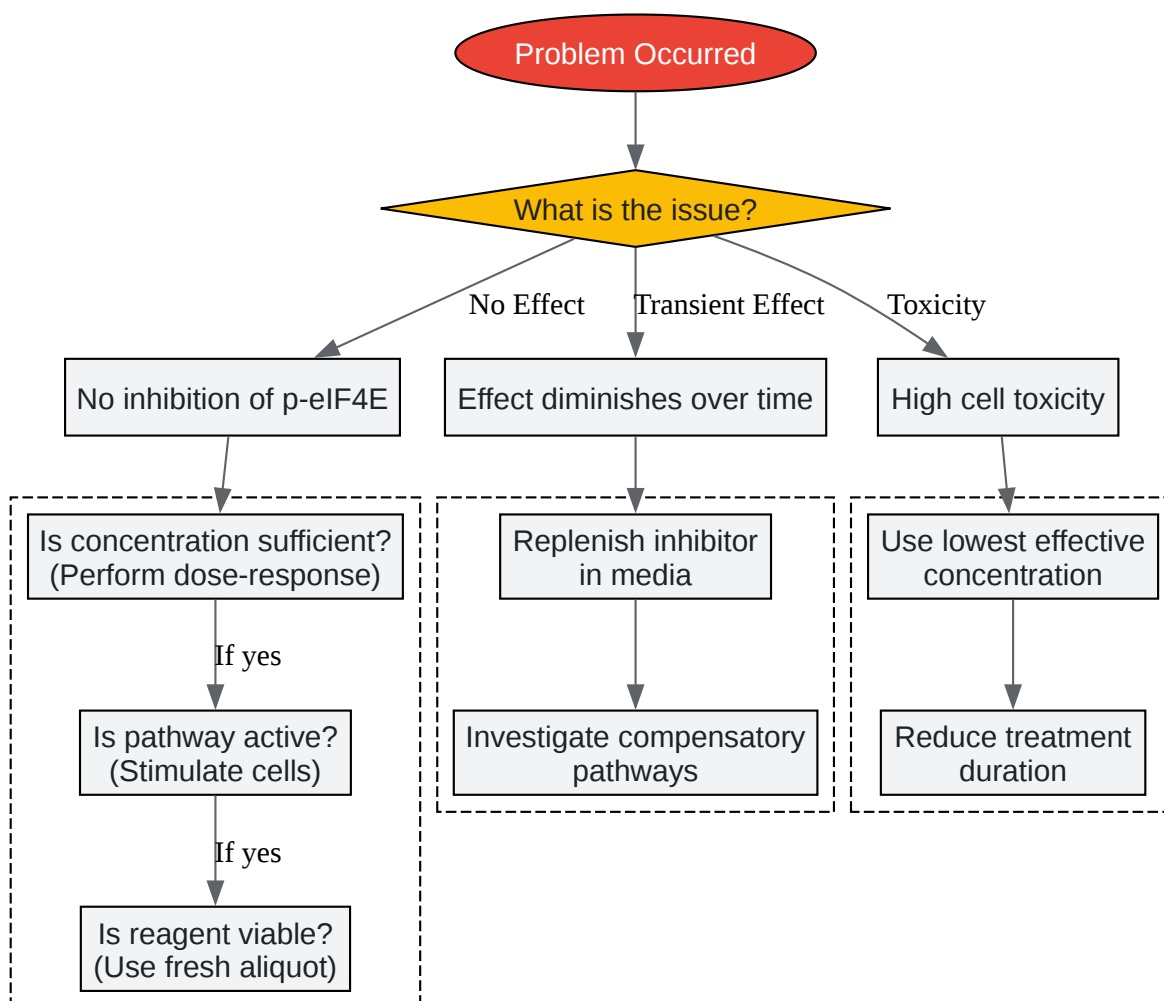 Problem Occurred
What is the issue?
No Effect
Transient Effect
Toxicity
No inhibition of p-eIF4E
Effect diminishes over time
High cell toxicity
Is concentration sufficient?
(Perform dose-response)
Replenish inhibitor
in media
Use lowest effective
concentration
If yes
Is pathway active?
(Stimulate cells)
Investigate compensatory
pathways
Reduce treatment
duration
If yes
Is reagent viable?
(Use fresh aliquot)